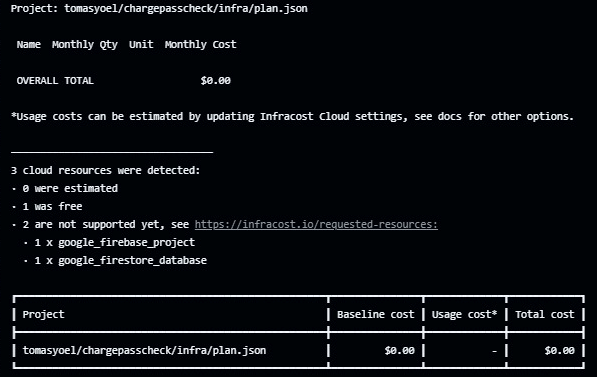 Project: tomasyoel/chargepasscheck/infra/plan.json
Name Monthly Qty Unit Monthly Cost
OVERALL TOTAL $0.00
*Usage costs can be estimated by updating Infracost Cloud settings, see docs for other options.
3 cloud resources were detected:
· 0 were estimated
· 1 was free
· 2 are not supported yet, see https://infracost.io/requested-resources:
· 1 x google_firebase_project
· 1 x google_firestore_database
Project Baseline cost Usage cost* Total cost
tomasyoel/chargepasscheck/infra/plan.json $0.00 - $0.00